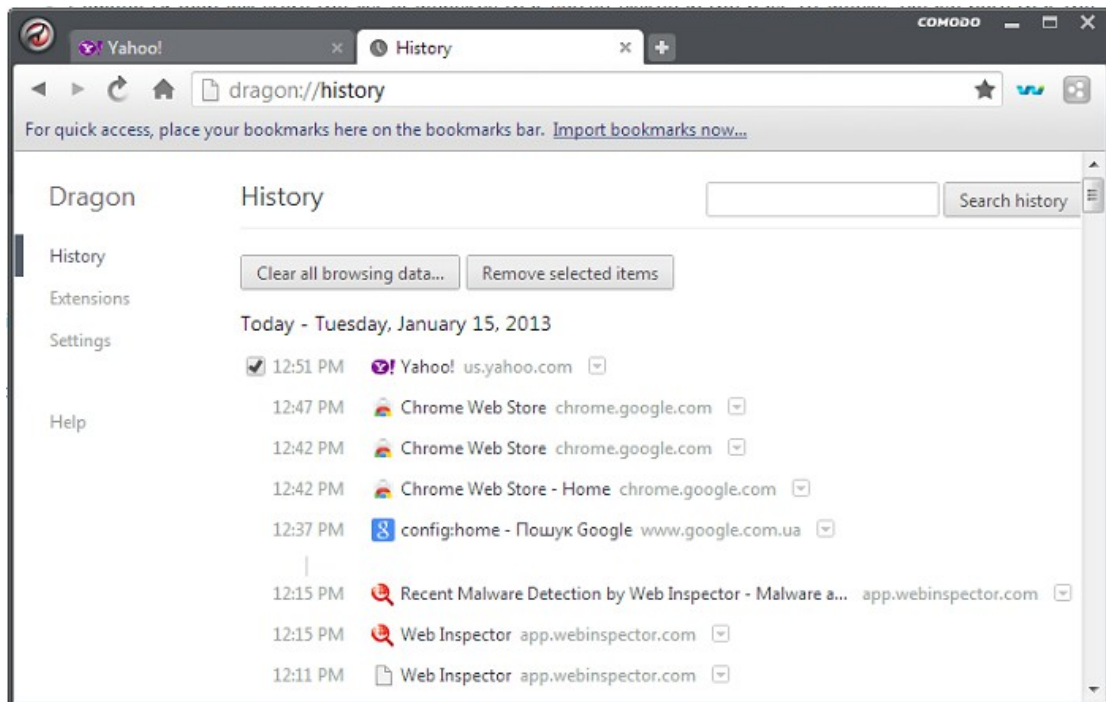 COMODO
Yahoo!
History
dragon://history
For quick access, place your bookmarks here on the bookmarks bar. Import bookmarks now...
Dragon
History
Search history
History
Extensions
Settings
Help
Clear all browsing data... Remove selected items
Today - Tuesday, January 15, 2013
12:51 PM Yahoo! us.yahoo.com
12:47 PM Chrome Web Store chrome.google.com
12:42 PM Chrome Web Store chrome.google.com
12:42 PM Chrome Web Store - Home chrome.google.com
12:37 PM config:home - Пошук Google www.google.com.ua
12:15 PM Recent Malware Detection by Web Inspector - Malware a... app.webinspector.com
12:15 PM Web Inspector app.webinspector.com
12:11 PM Web Inspector app.webinspector.com